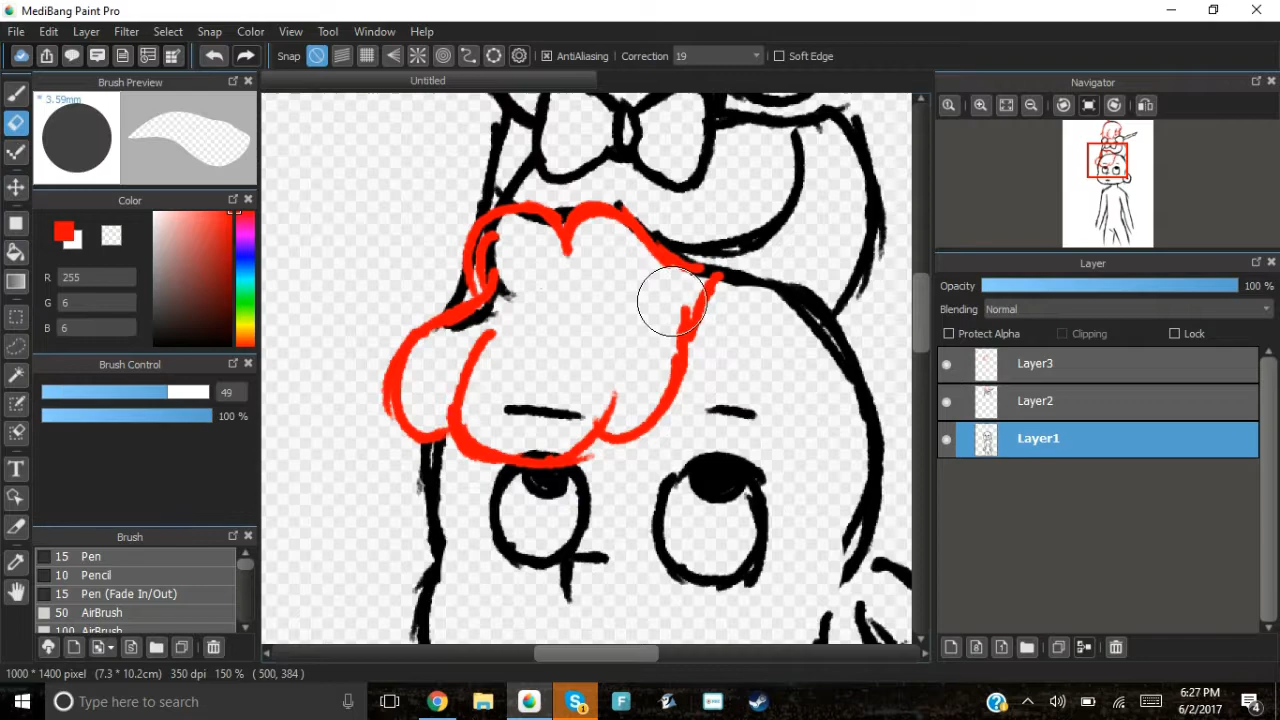 MediBang Paint Pro
File Edit Layer Filter Select Snap Color View Tool Window Help
Snap AntiAliasing Correction 19 Soft Edge
Brush Preview
Untitled
Navigator
* 3.59mm
Color
R 255
G 6
B 6
Layer
Opacity 100 %
Blending Normal
Protect Alpha Clipping Lock
Brush Control
49
100 %
Layer3
Layer2
Layer1
Brush
15 Pen
10 Pencil
15 Pen (Fade In/Out)
50 AirBrush
100 AirBrush
1000 * 1400 pixel (7.3 * 10.2cm) 350 dpi 150 % ( 500, 384 )
Type here to search
6:27 PM
6/2/2017